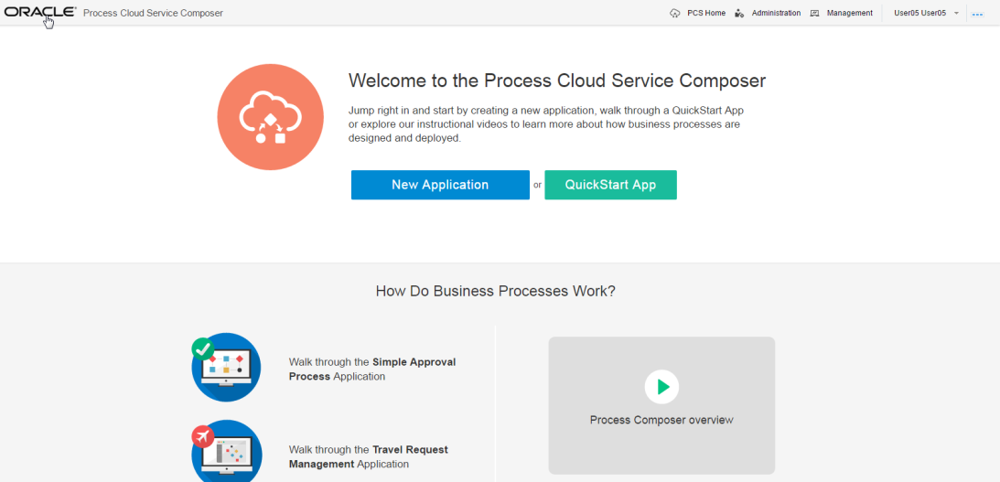 ORACLE Process Cloud Service Composer PCS Home Administration Management User05 User05
Welcome to the Process Cloud Service Composer
Jump right in and start by creating a new application, walk through a QuickStart App
or explore our instructional videos to learn more about how business processes are
designed and deployed.
New Application or QuickStart App
How Do Business Processes Work?
Walk through the Simple Approval
Process Application
Process Composer overview
Walk through the Travel Request
Management Application